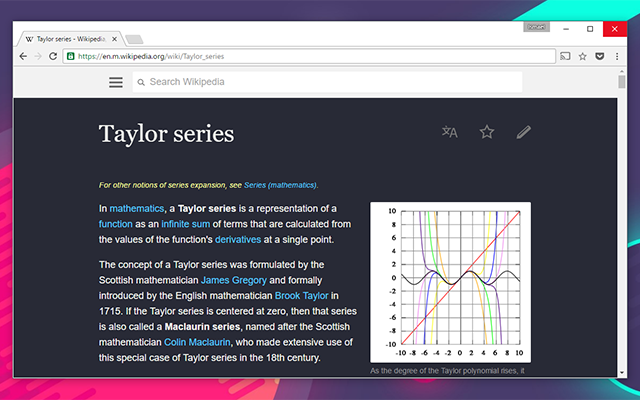 Taylor series - Wikipedia
https://en.m.wikipedia.org/wiki/Taylor_series
Search Wikipedia
Taylor series
For other notions of series expansion, see Series (mathematics).
In mathematics, a Taylor series is a representation of a
function as an infinite sum of terms that are calculated from
the values of the function's derivatives at a single point.
The concept of a Taylor series was formulated by the
Scottish mathematician James Gregory and formally
introduced by the English mathematician Brook Taylor in
1715. If the Taylor series is centered at zero, then that series
is also called a Maclaurin series, named after the Scottish
mathematician Colin Maclaurin, who made extensive use of
this special case of Taylor series in the 18th century.
10
8
6
4
2
0
-2
-4
-6
-8
-10
-10 -8 -6 -4 -2 0 2 4 6 8 10
As the degree of the Taylor polynomial rises, it